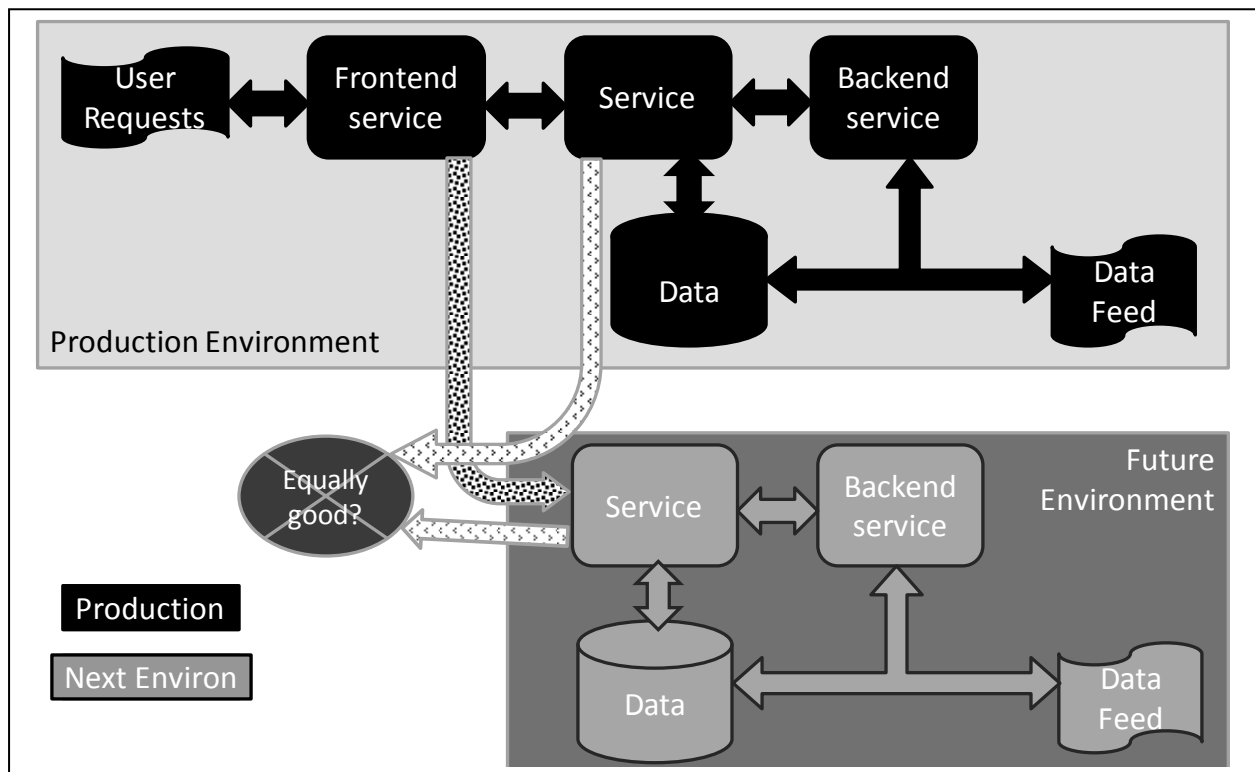 User
Requests
Frontend
service
Service
Backend
service
Data
Data
Feed
Production Environment
Equally
good?
Future
Environment
Service
Backend
service
Data
Data
Feed
Production
Next Environ